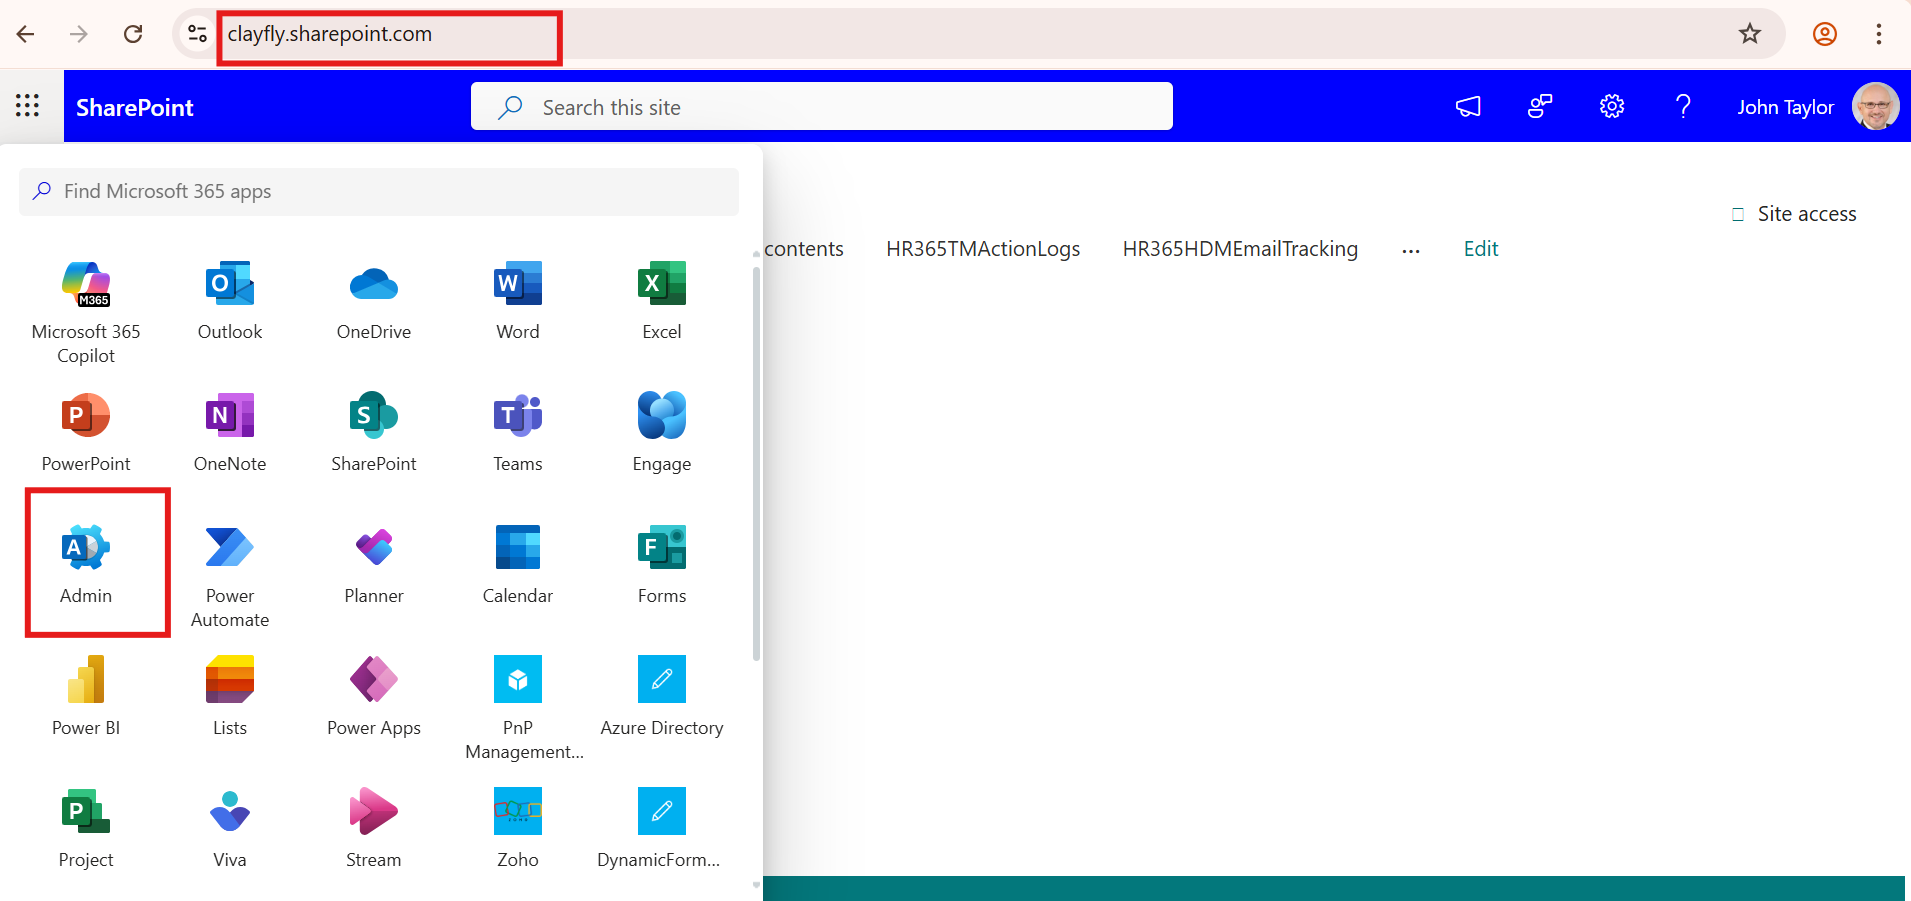 clayfly.sharepoint.com
SharePoint
Search this site
John Taylor
Find Microsoft 365 apps
Site access
contents
HR365TMActionLogs
HR365HDMEmailTracking
...
Edit
M365
Microsoft 365
Copilot
Outlook
OneDrive
Word
Excel
PowerPoint
OneNote
SharePoint
Teams
Engage
Admin
Power
Automate
Planner
Calendar
Forms
Power BI
Lists
Power Apps
PnP
Management...
Azure Directory
Project
Viva
Stream
Zoho
DynamicForm...